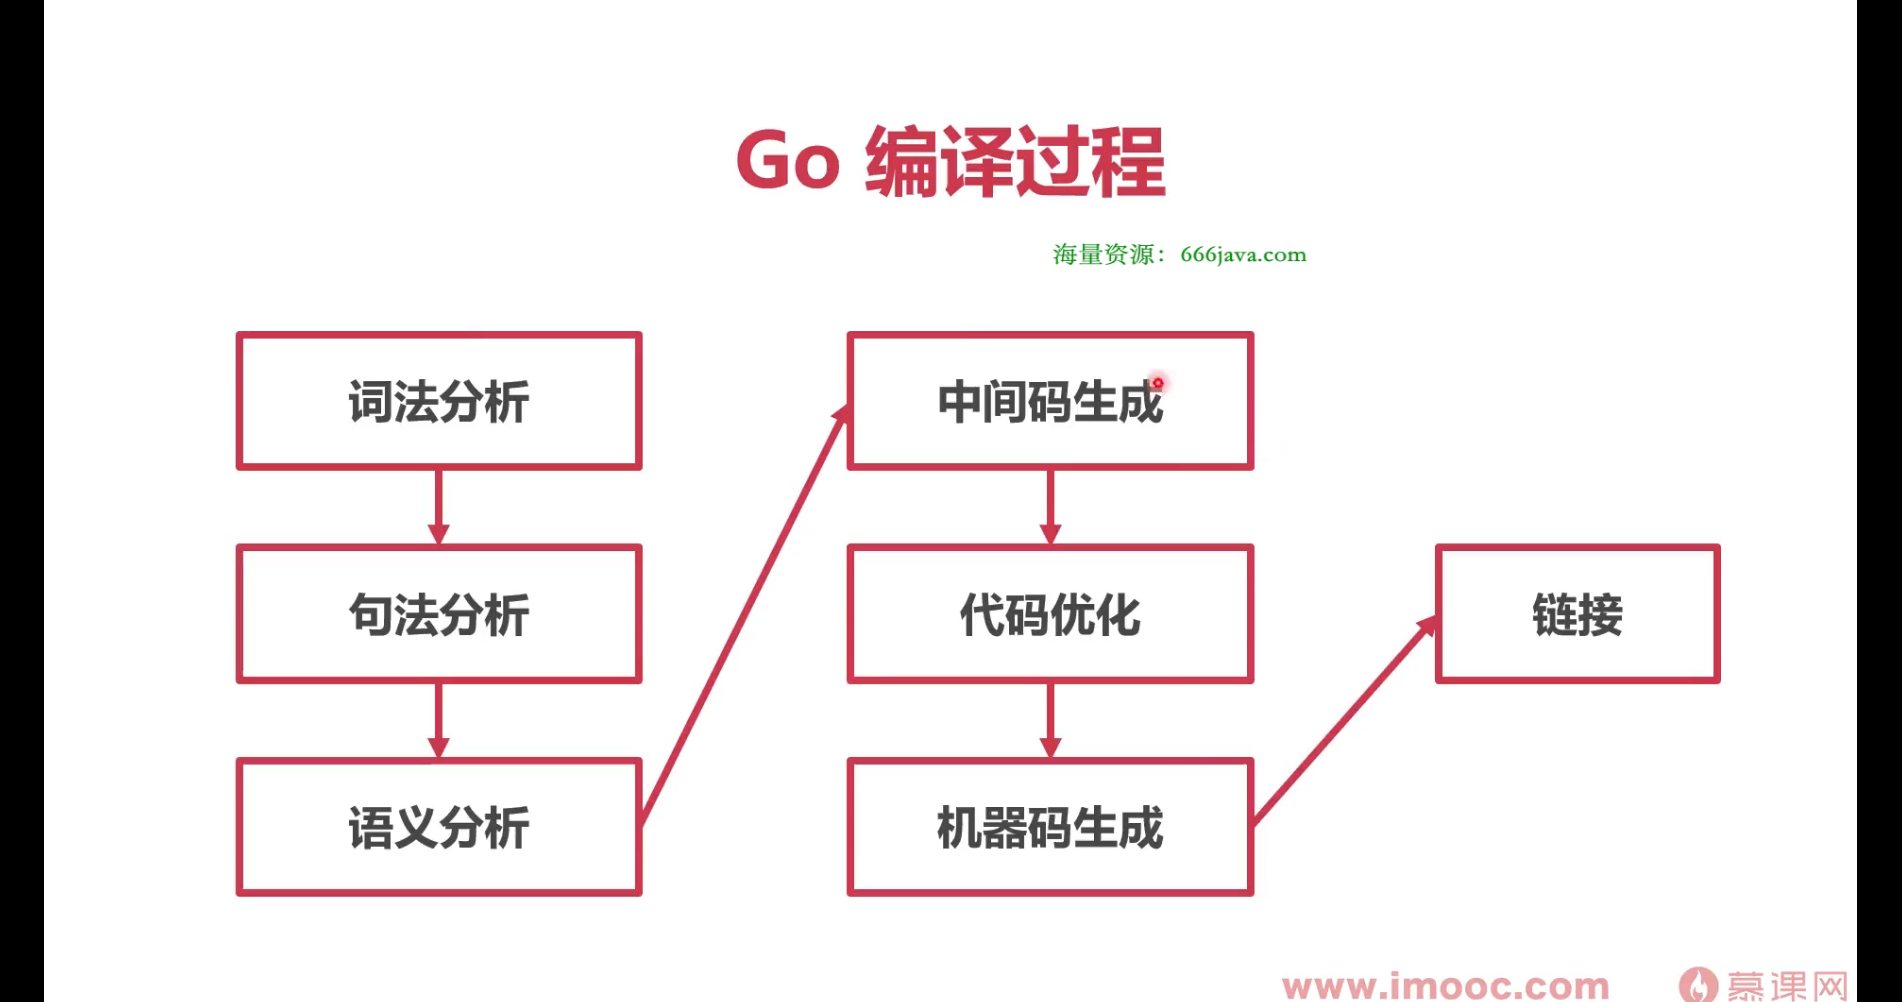 Go 编译过程
海量资源：666java.com
词法分析
句法分析
语义分析
中间码生成
代码优化
机器码生成
链接
www.imooc.com 慕课网